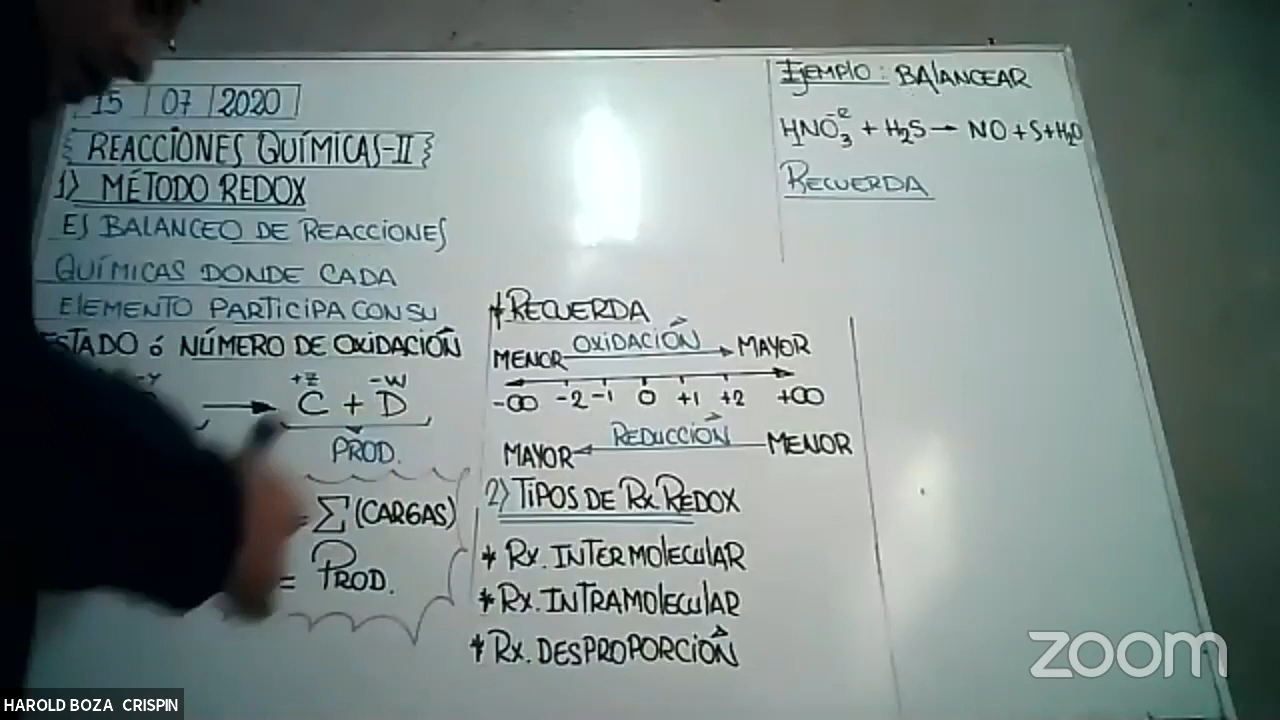 15 | 07 | 2020
REACCIONES QUÍMICAS-II
1) MÉTODO REDOX
ES BALANCEO DE REACCIONES
QUÍMICAS DONDE CADA
ELEMENTO PARTICIPA CON SU
ESTADO ó NÚMERO DE OXIDACIÓN
-Y +Z -W
→ C + D
PROD.
= Σ(CARGAS)
= PROD.
* RECUERDA
OXIDACIÓN
MENOR → MAYOR
-∞ -2 -1 0 +1 +2 +∞
REDUCCIÓN
MAYOR ← MENOR
2) TIPOS DE Rx REDOX
* Rx. INTERMOLECULAR
* Rx. INTRAMOLECULAR
* Rx. DESPROPORCIÓN
EJEMPLO: BALANCEAR
HNO₃⁻² + H₂S → NO + S + H₂O
RECUERDA
zoom
HAROLD BOZA CRISPIN